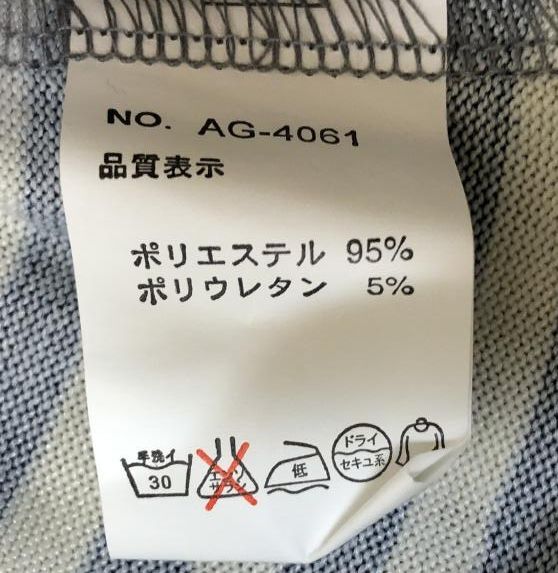 NO. AG-4061
品質表示
ポリエステル 95%
ポリウレタン 5%
手洗イ
30
エンソ
サラシ
低
ドライ
セキユ系